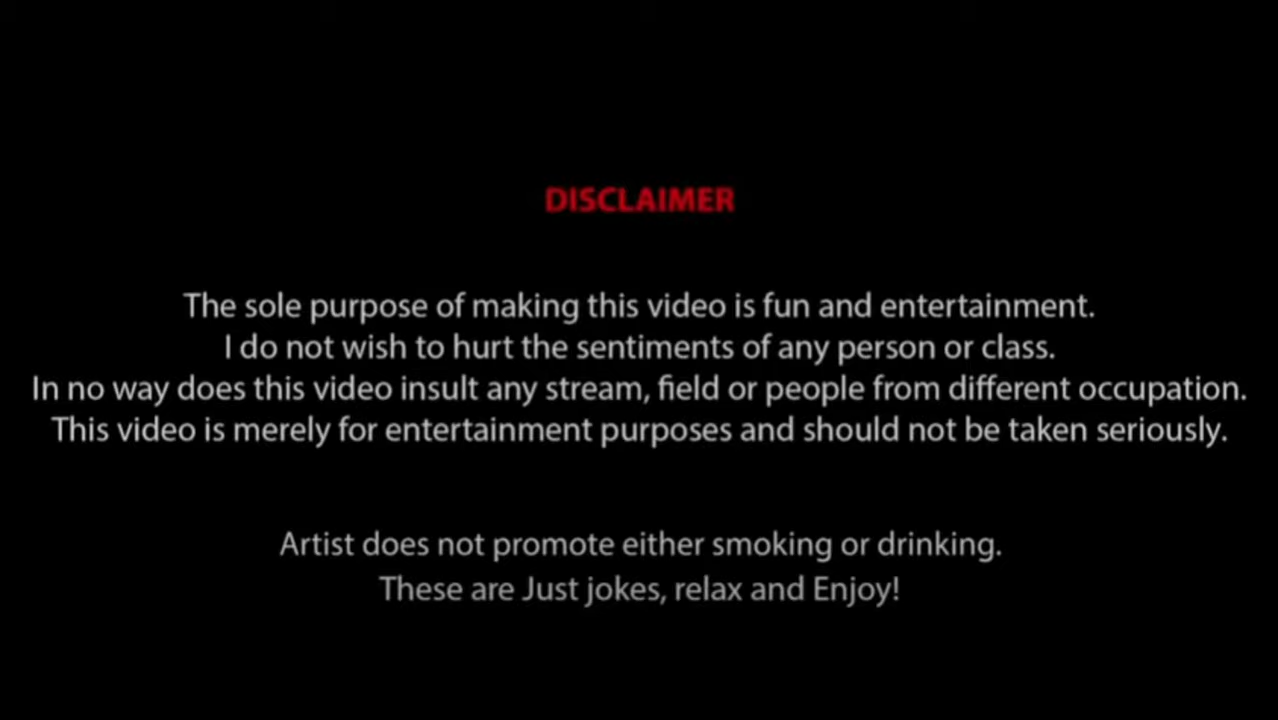 DISCLAIMER
The sole purpose of making this video is fun and entertainment.
I do not wish to hurt the sentiments of any person or class.
In no way does this video insult any stream, field or people from different occupation.
This video is merely for entertainment purposes and should not be taken seriously.
Artist does not promote either smoking or drinking.
These are Just jokes, relax and Enjoy!